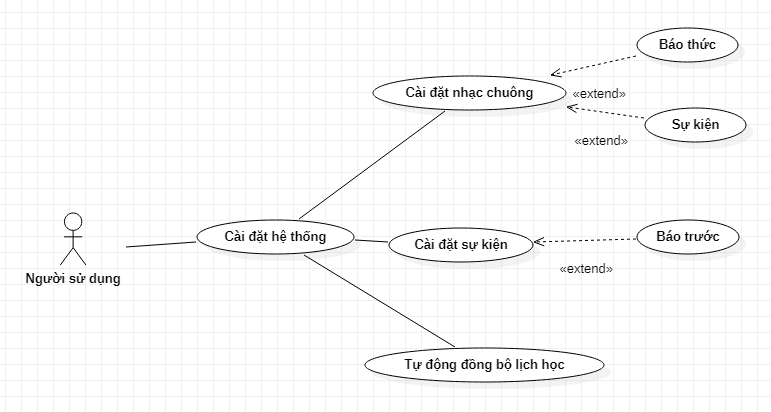 Báo thức
Cài đặt nhạc chuông
«extend»
Sự kiện
«extend»
Cài đặt hệ thống
Cài đặt sự kiện
Báo trước
«extend»
Người sử dụng
Tự động đồng bộ lịch học